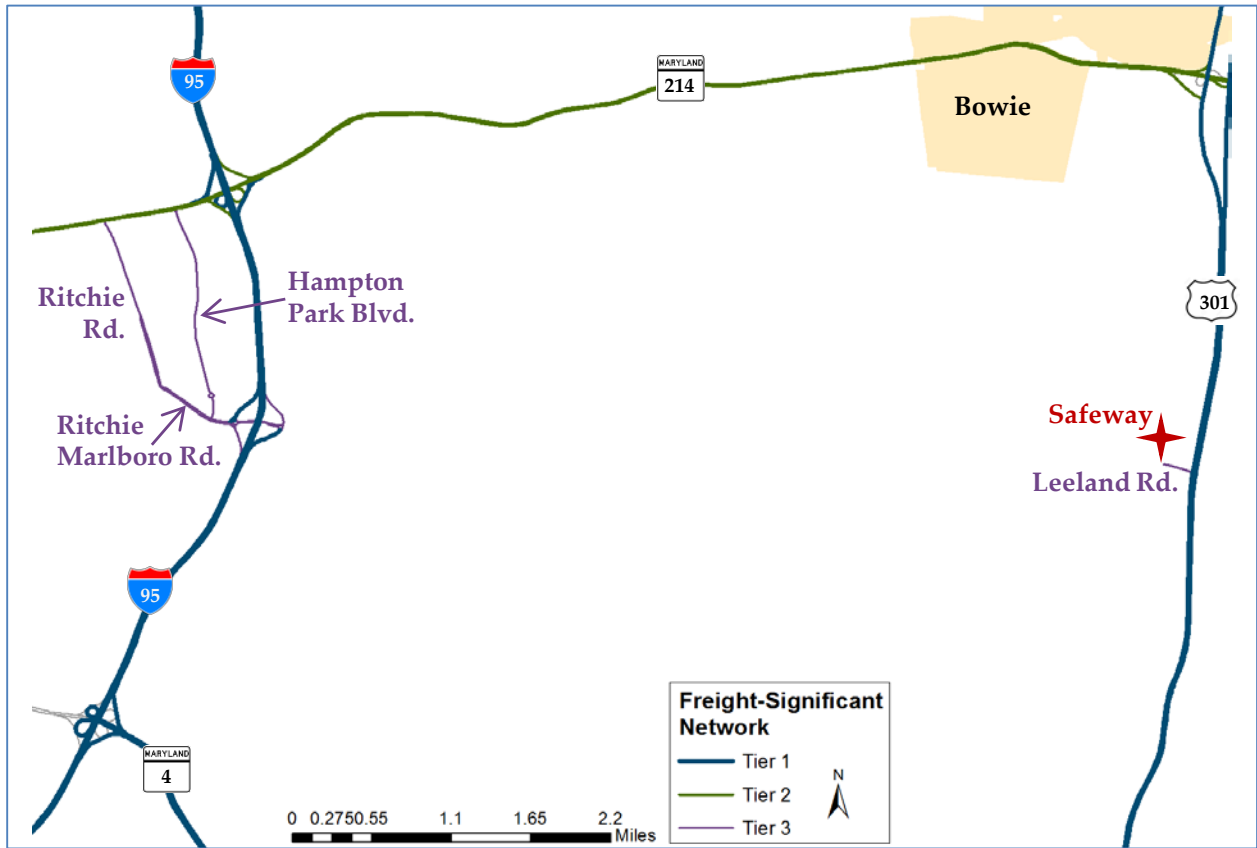 95
MARYLAND
214
Bowie
Hampton
Park Blvd.
Ritchie
Rd.
301
Ritchie
Marlboro Rd.
Safeway
Leeland Rd.
95
MARYLAND
4
Freight-Significant
Network
Tier 1
Tier 2
Tier 3
N
0 0.2750.55 1.1 1.65 2.2
Miles